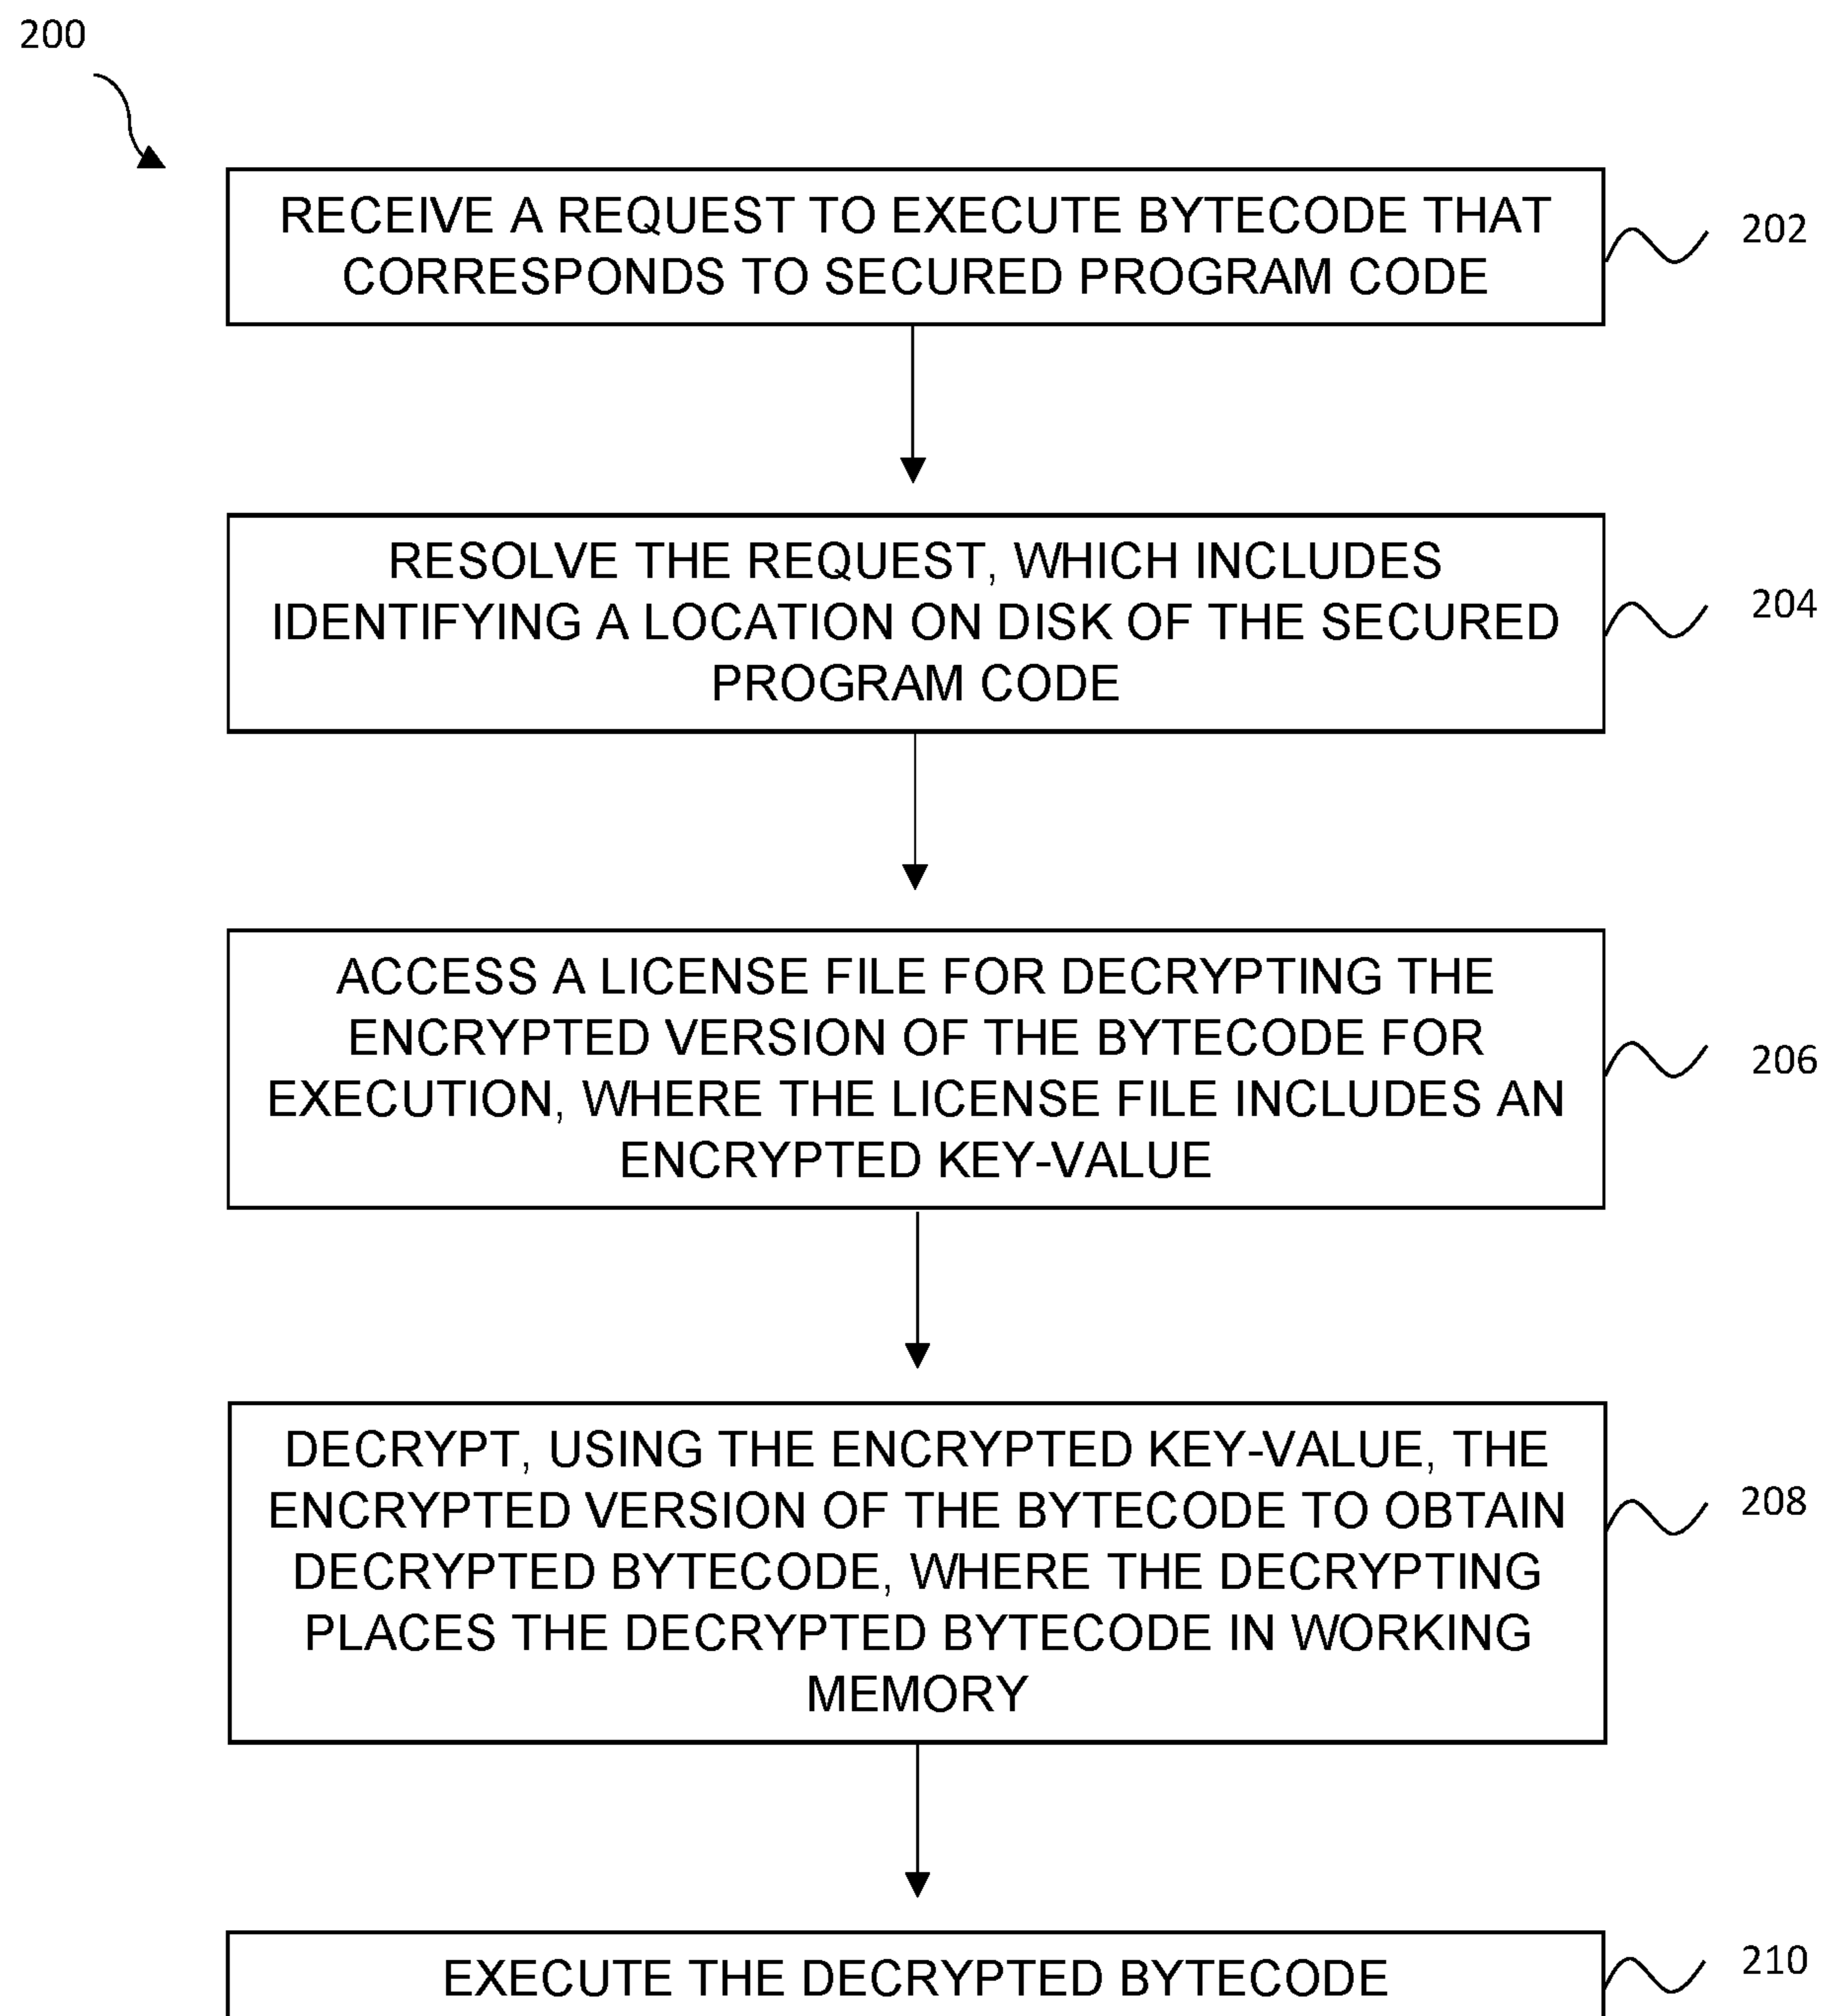 200
RECEIVE A REQUEST TO EXECUTE BYTECODE THAT
CORRESPONDS TO SECURED PROGRAM CODE
202
RESOLVE THE REQUEST, WHICH INCLUDES
IDENTIFYING A LOCATION ON DISK OF THE SECURED
PROGRAM CODE
204
ACCESS A LICENSE FILE FOR DECRYPTING THE
ENCRYPTED VERSION OF THE BYTECODE FOR
EXECUTION, WHERE THE LICENSE FILE INCLUDES AN
ENCRYPTED KEY-VALUE
206
DECRYPT, USING THE ENCRYPTED KEY-VALUE, THE
ENCRYPTED VERSION OF THE BYTECODE TO OBTAIN
DECRYPTED BYTECODE, WHERE THE DECRYPTING
PLACES THE DECRYPTED BYTECODE IN WORKING
MEMORY
208
EXECUTE THE DECRYPTED BYTECODE
210